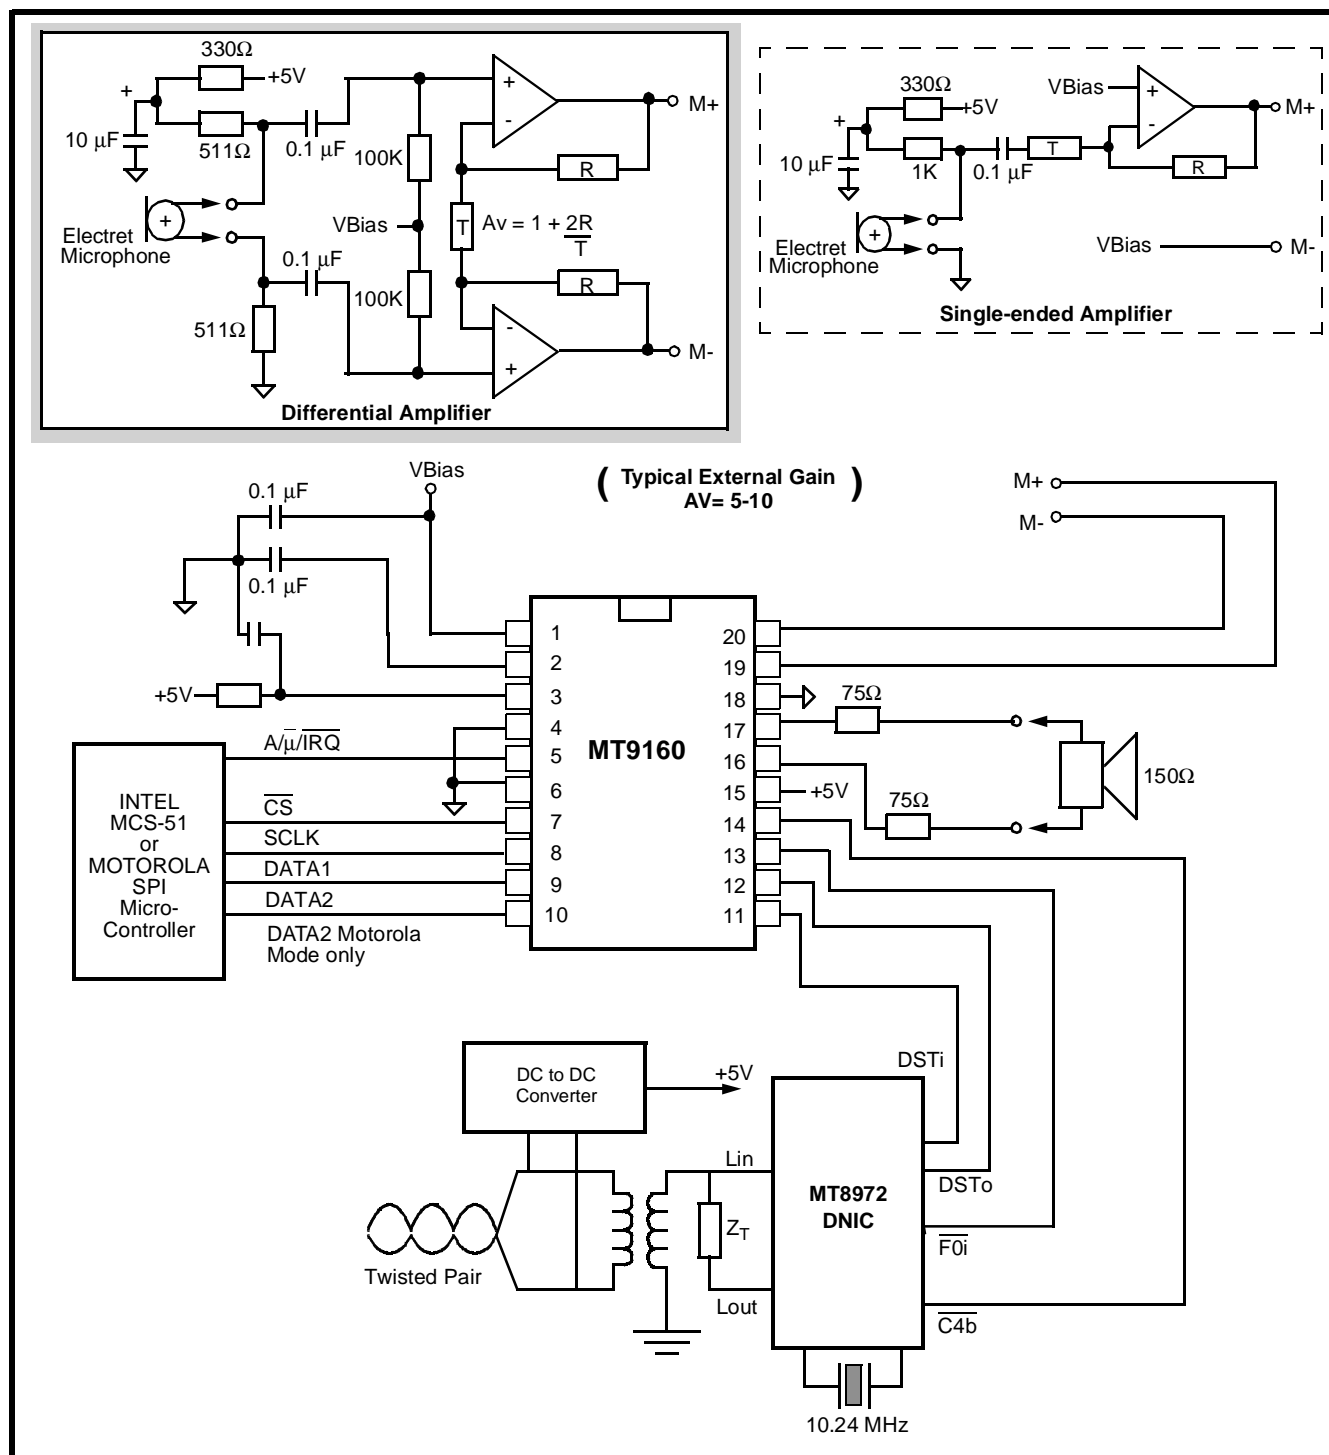 330Ω
+5V
+
10 µF
511Ω
0.1 µF
100K
+
-
M+
R
T
Av = 1 + 2R
T
VBias
Electret
Microphone
0.1 µF
100K
R
511Ω
-
+
M-
Differential Amplifier
330Ω
+5V
+
10 µF
1K
0.1 µF
T
VBias
+
-
R
M+
Electret
Microphone
VBias
M-
Single-ended Amplifier
VBias
0.1 µF
0.1 µF
+5V
( Typical External Gain )
AV= 5-10
M+
M-
1
2
3
4
5
6
7
8
9
10
MT9160
20
19
18
17
16
15
14
13
12
11
75Ω
75Ω
150Ω
+5V
A/µ̅/I̅R̅Q̅
C̅S̅
SCLK
DATA1
DATA2
DATA2 Motorola
Mode only
INTEL
MCS-51
or
MOTOROLA
SPI
Micro-
Controller
DC to DC
Converter
+5V
Twisted Pair
Lin
ZT
Lout
MT8972
DNIC
DSTi
DSTo
F̅0̅i̅
C̅4̅b̅
10.24 MHz